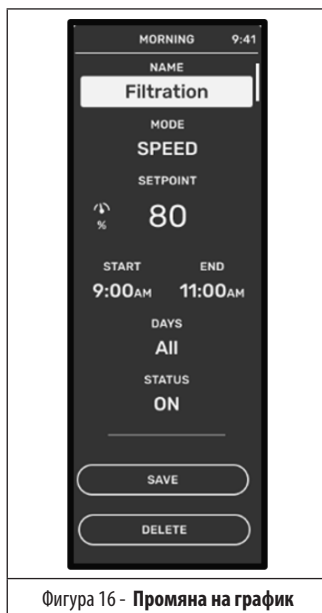 MORNING 9:41
NAME
Filtration
MODE
SPEED
SETPOINT
% 80
START END
9:00AM 11:00AM
DAYS
All
STATUS
ON
SAVE
DELETE
Фигура 16 - Промяна на график